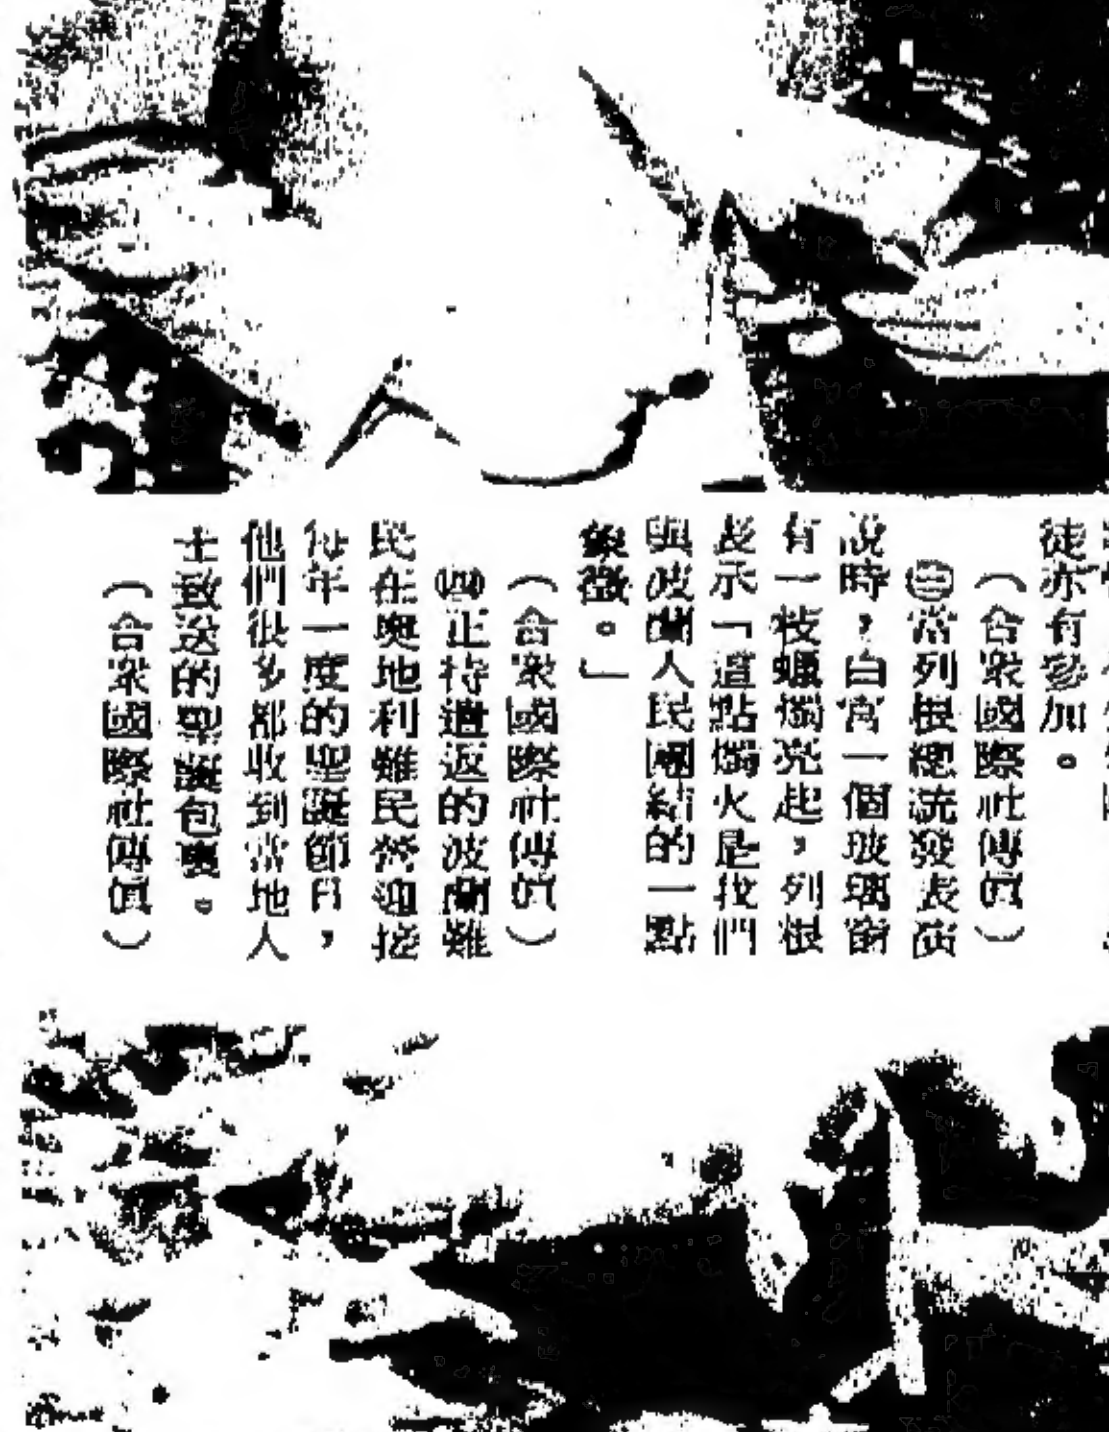 徒亦有參加。
（合衆國際社傳眞）
㊂當列根總統發表演
說時，白宮一個玻璃窗
有一枝蠟燭亮起，列根
表示「這點燭火是我們
與波蘭人民團結的一點
象徵。」
（合衆國際社傳眞）
㊃正待遣返的波蘭難
民在奧地利難民營迎接
每年一度的聖誕節日，
他們很多都收到當地人
士致送的聖誕包裹。
（合衆國際社傳眞）